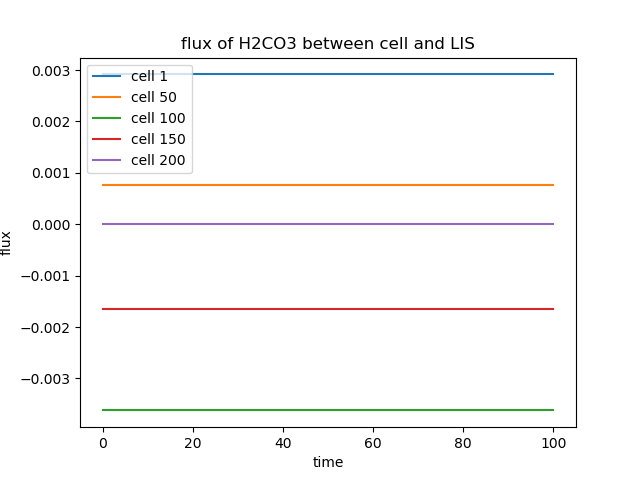 flux of H2CO3 between cell and LIS
0.003
0.002
0.001
0.000
−0.001
−0.002
−0.003
flux
cell 1
cell 50
cell 100
cell 150
cell 200
0 20 40 60 80 100
time